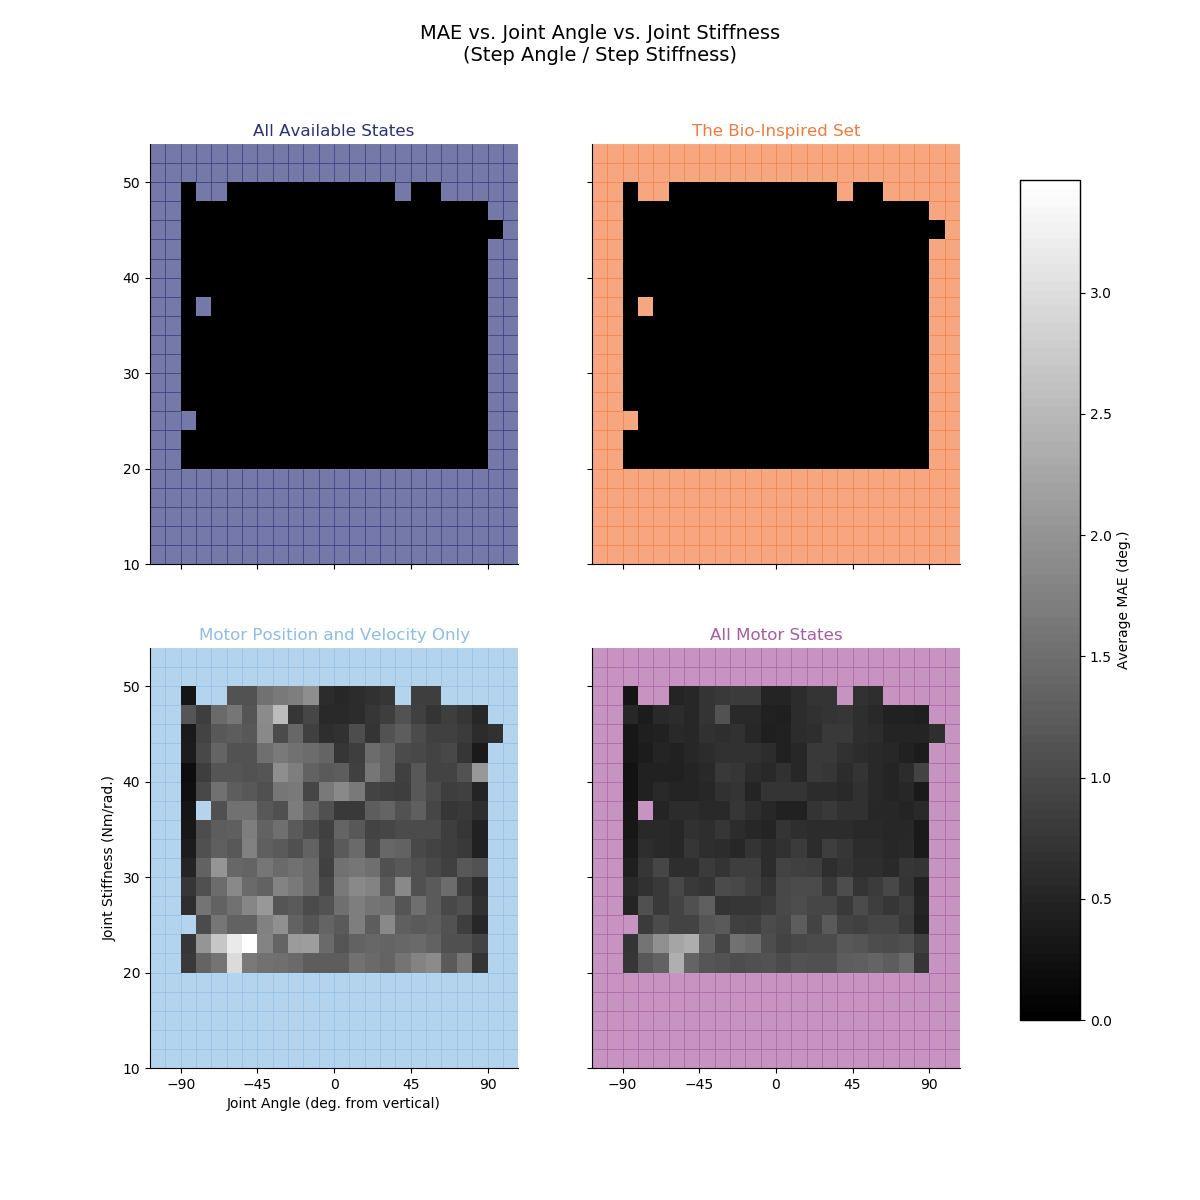 MAE vs. Joint Angle vs. Joint Stiffness
(Step Angle / Step Stiffness)
All Available States
The Bio-Inspired Set
50
40
30
20
10
3.0
2.5
2.0
1.5
1.0
0.5
0.0
Average MAE (deg.)
Motor Position and Velocity Only
All Motor States
50
40
30
20
10
Joint Stiffness (Nm/rad.)
−90 −45 0 45 90
Joint Angle (deg. from vertical)
−90 −45 0 45 90